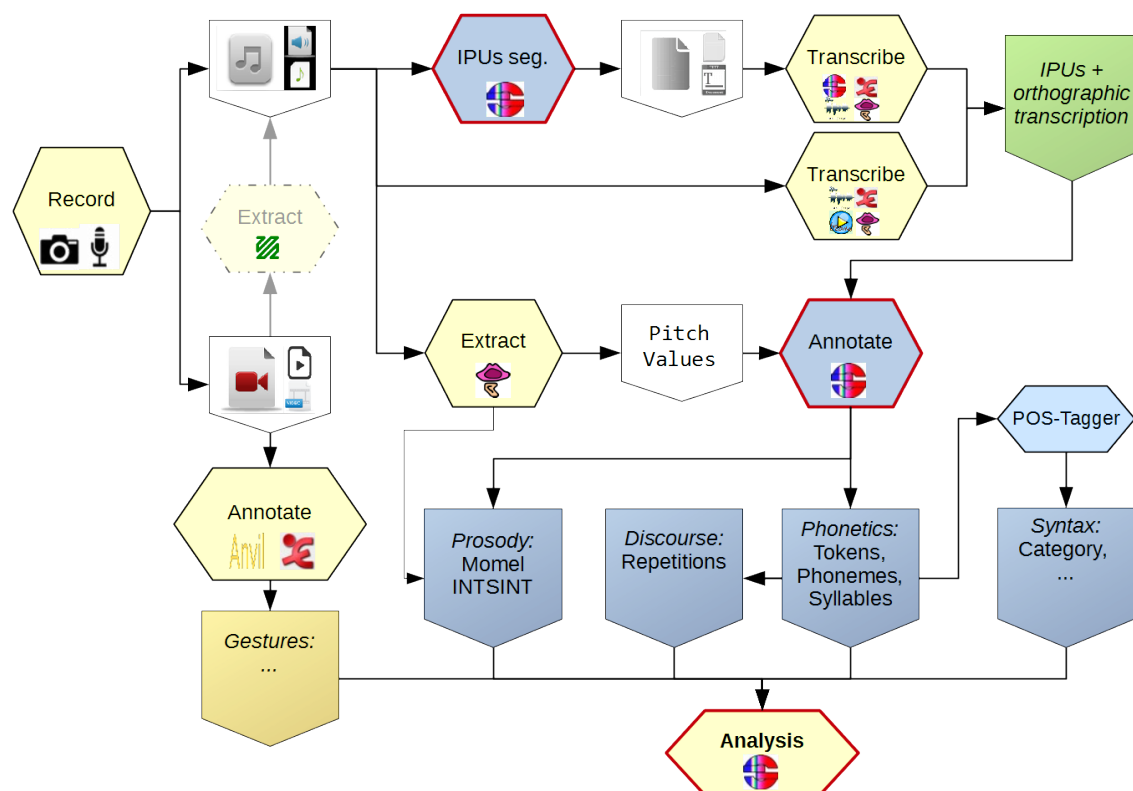 IPUs seg.
Transcribe
IPUs +
orthographic
transcription
Record
Extract
Transcribe
Extract
Pitch
Values
Annotate
POS-Tagger
Annotate
Anvil
Prosody:
Momel
INTSINT
Discourse:
Repetitions
Phonetics:
Tokens,
Phonemes,
Syllables
Syntax:
Category,
...
Gestures:
...
Analysis